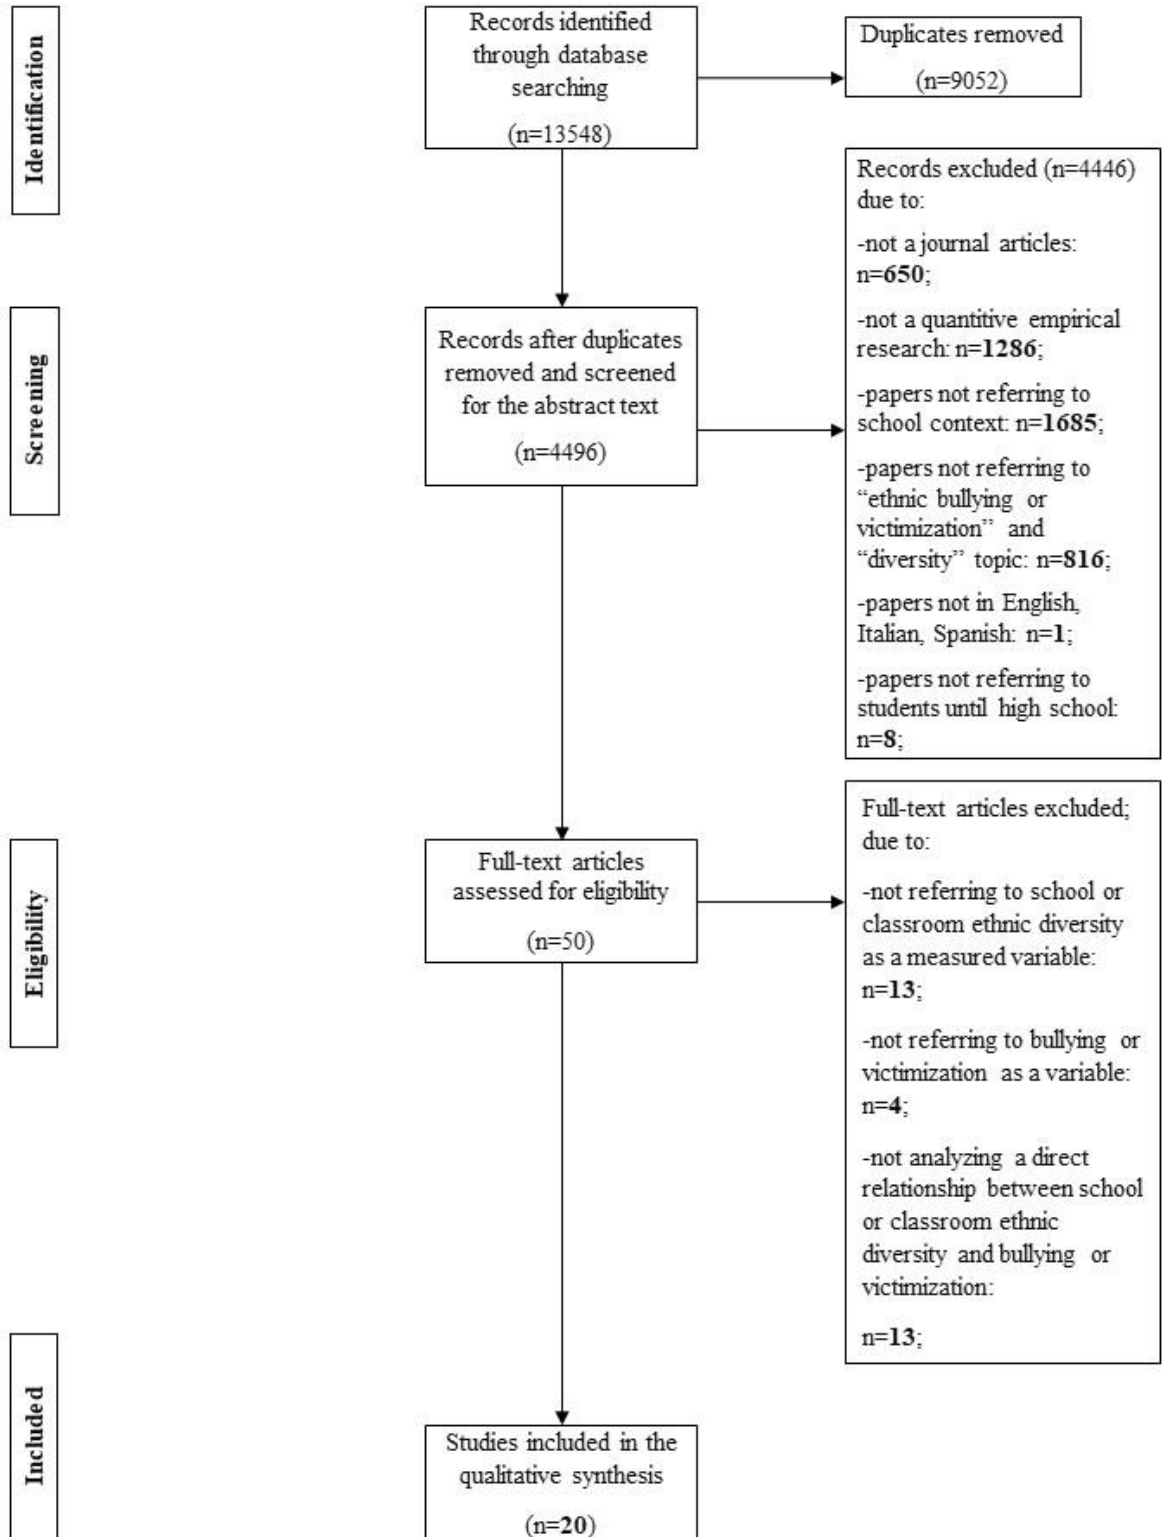 Identification
Records identified
through database
searching
(n=13548)
Duplicates removed
(n=9052)
Records excluded (n=4446)
due to:
-not a journal articles:
n=650;
-not a quantitive empirical
research: n=1286;
-papers not referring to
school context: n=1685;
-papers not referring to
“ethnic bullying or
victimization” and
“diversity” topic: n=816;
-papers not in English,
Italian, Spanish: n=1;
-papers not referring to
students until high school:
n=8;
Screening
Records after duplicates
removed and screened
for the abstract text
(n=4496)
Eligibility
Full-text articles
assessed for eligibility
(n=50)
Full-text articles excluded;
due to:
-not referring to school or
classroom ethnic diversity
as a measured variable:
n=13;
-not referring to bullying or
victimization as a variable:
n=4;
-not analyzing a direct
relationship between school
or classroom ethnic
diversity and bullying or
victimization:
n=13;
Included
Studies included in the
qualitative synthesis
(n=20)